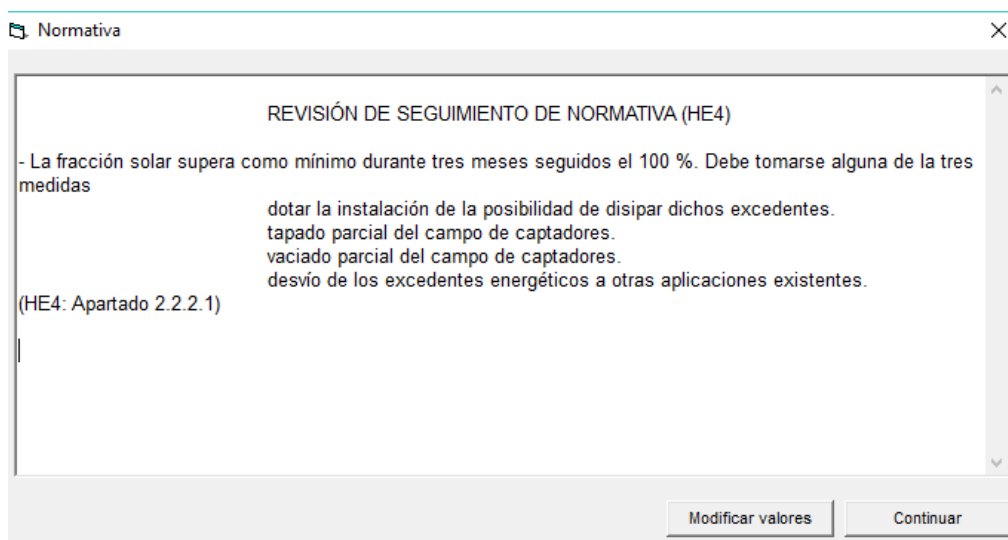 Normativa
REVISIÓN DE SEGUIMIENTO DE NORMATIVA (HE4)
- La fracción solar supera como mínimo durante tres meses seguidos el 100 %. Debe tomarse alguna de la tres
medidas
dotar la instalación de la posibilidad de disipar dichos excedentes.
tapado parcial del campo de captadores.
vaciado parcial del campo de captadores.
desvío de los excedentes energéticos a otras aplicaciones existentes.
(HE4: Apartado 2.2.2.1)
Modificar valores
Continuar